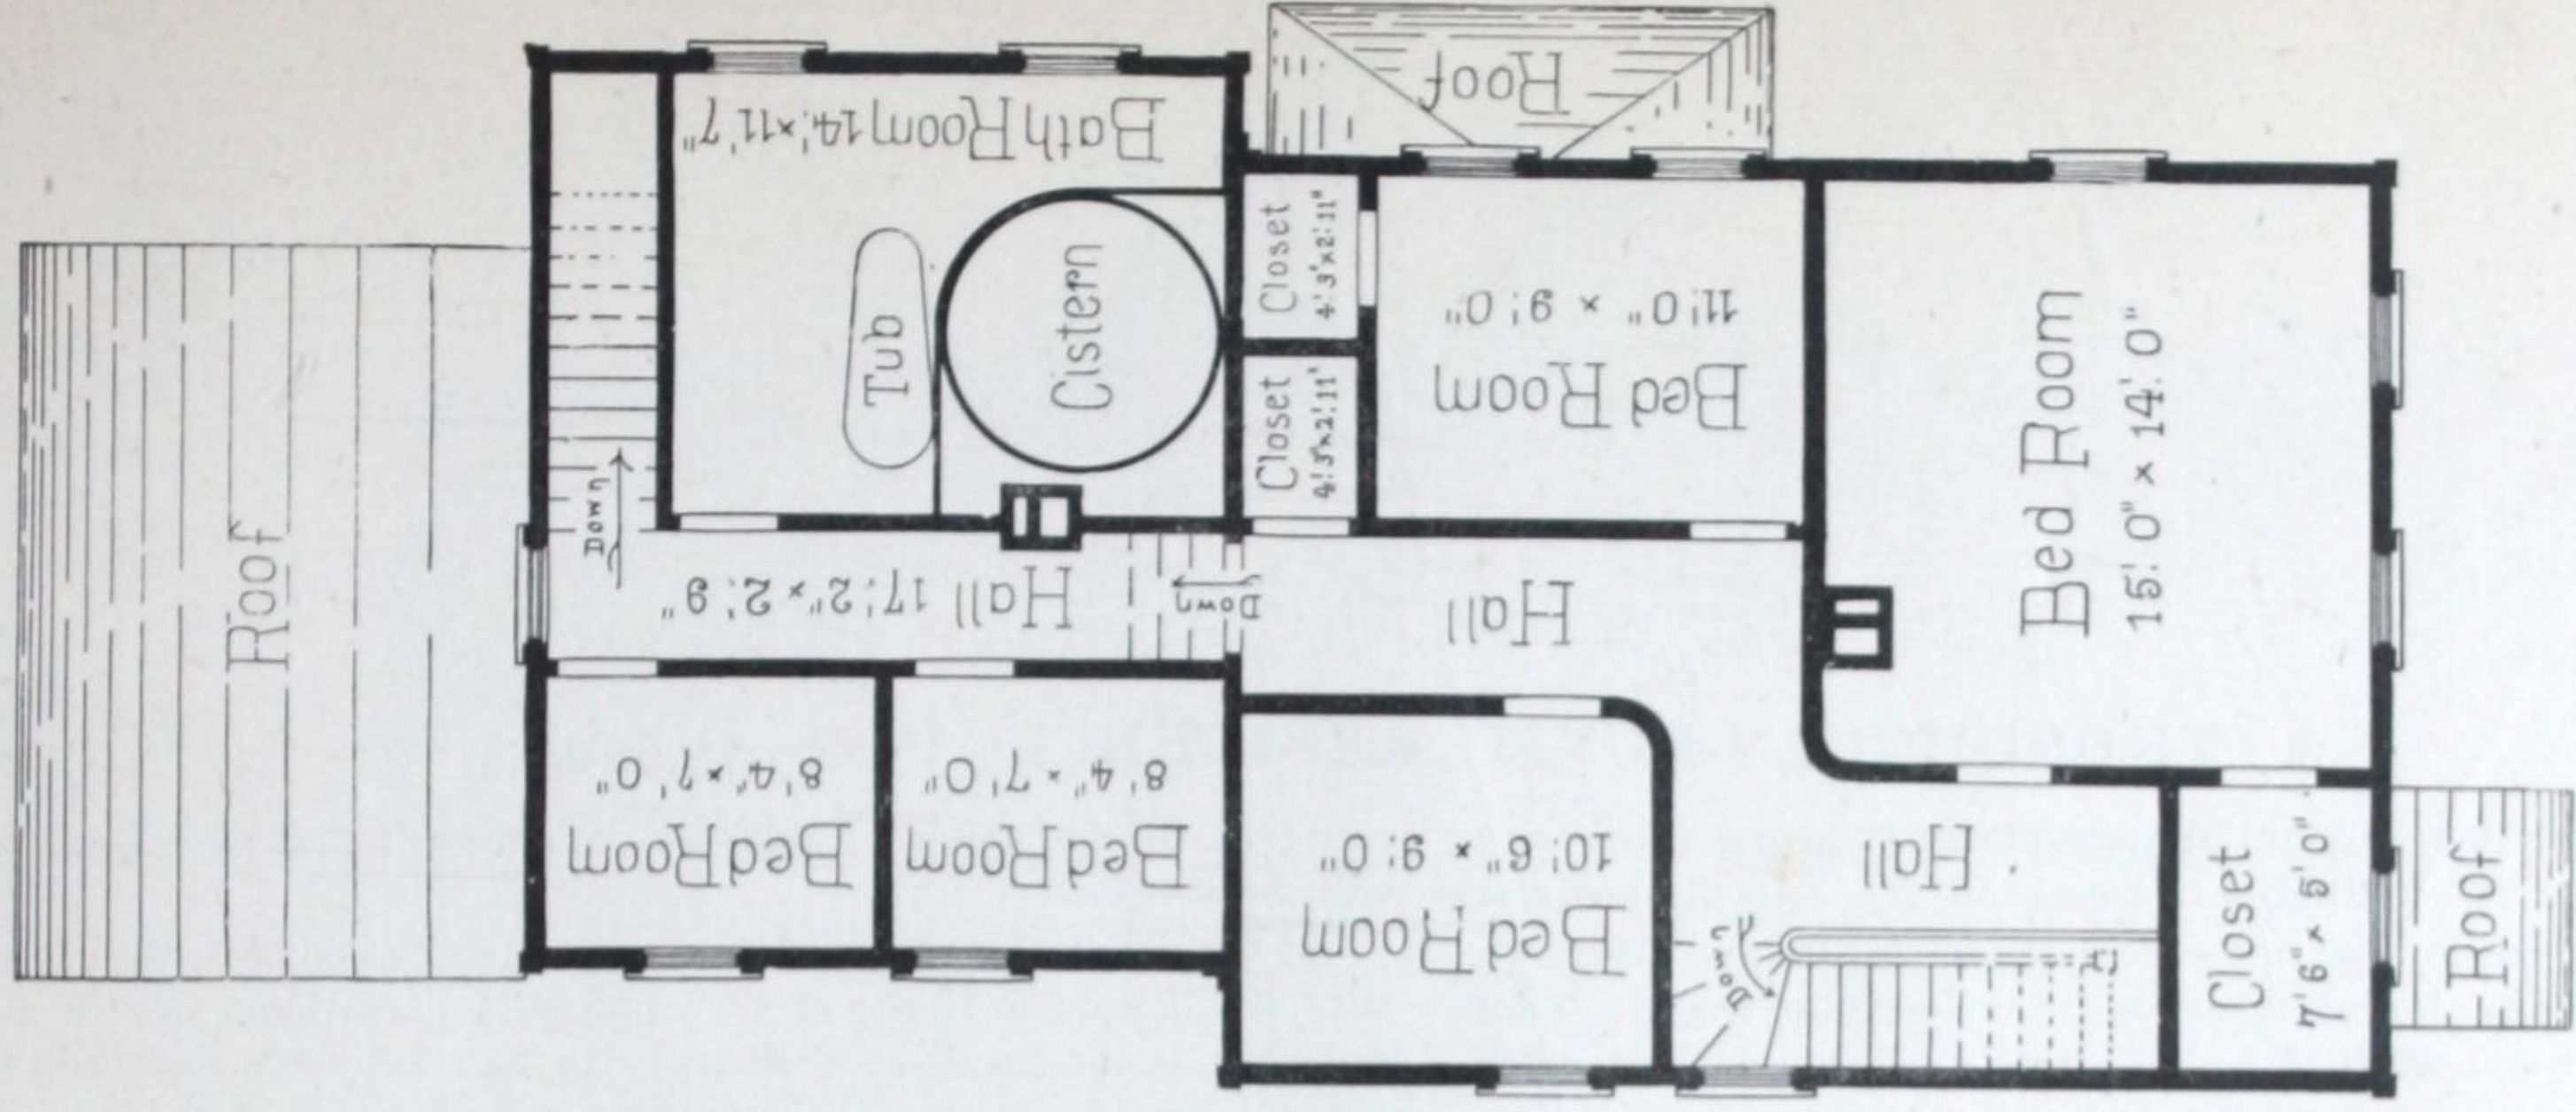 Roof
Bath Room 14'×11'7"
Tub
Cistern
Down
Hall 17'2"×2'9"
Down
Bed Room
8'4"×7'0"
Bed Room
8'4"×7'0"
Roof
Closet
4'3"×2'11"
Closet
4'3"×2'11"
Bed Room
11'0" × 9'0"
Hall
Bed Room
10'6" × 9'0"
Bed Room
15'0" × 14'0"
Hall
Down
Closet
7'6" × 5'0"
Roof